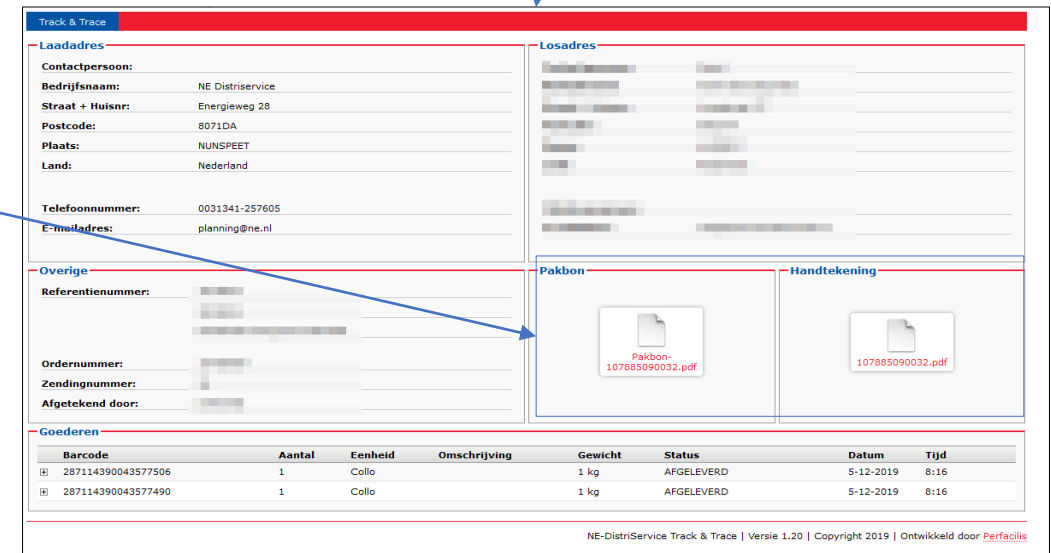 Track & Trace
Laadadres
Contactpersoon:
Bedrijfsnaam: NE Distriservice
Straat + Huisnr: Energieweg 28
Postcode: 8071DA
Plaats: NUNSPEET
Land: Nederland
Telefoonnummer: 0031341-257605
E-mailadres: planning@ne.nl
Losadres
Overige
Referentienummer:
Ordernummer:
Zendingnummer:
Afgetekend door:
Pakbon
Pakbon-
107885090032.pdf
Handtekening
107885090032.pdf
Goederen
Barcode Aantal Eenheid Omschrijving Gewicht Status Datum Tijd
287114390043577506 1 Collo 1 kg AFGELEVERD 5-12-2019 8:16
287114390043577490 1 Collo 1 kg AFGELEVERD 5-12-2019 8:16
NE-DistriService Track & Trace | Versie 1.20 | Copyright 2019 | Ontwikkeld door Perfacilis